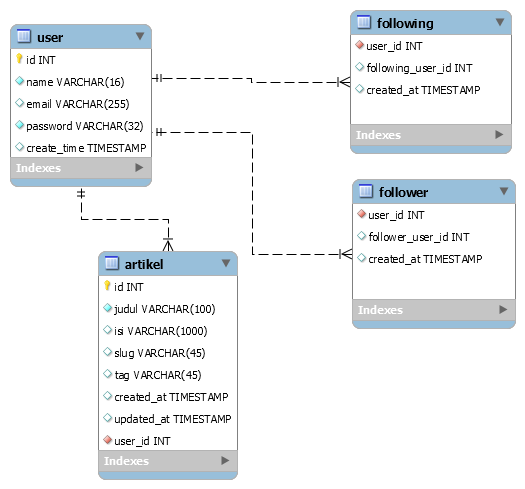 user
id INT
name VARCHAR(16)
email VARCHAR(255)
password VARCHAR(32)
create_time TIMESTAMP
Indexes
following
user_id INT
following_user_id INT
created_at TIMESTAMP
Indexes
follower
user_id INT
follower_user_id INT
created_at TIMESTAMP
Indexes
artikel
id INT
judul VARCHAR(100)
isi VARCHAR(1000)
slug VARCHAR(45)
tag VARCHAR(45)
created_at TIMESTAMP
updated_at TIMESTAMP
user_id INT
Indexes